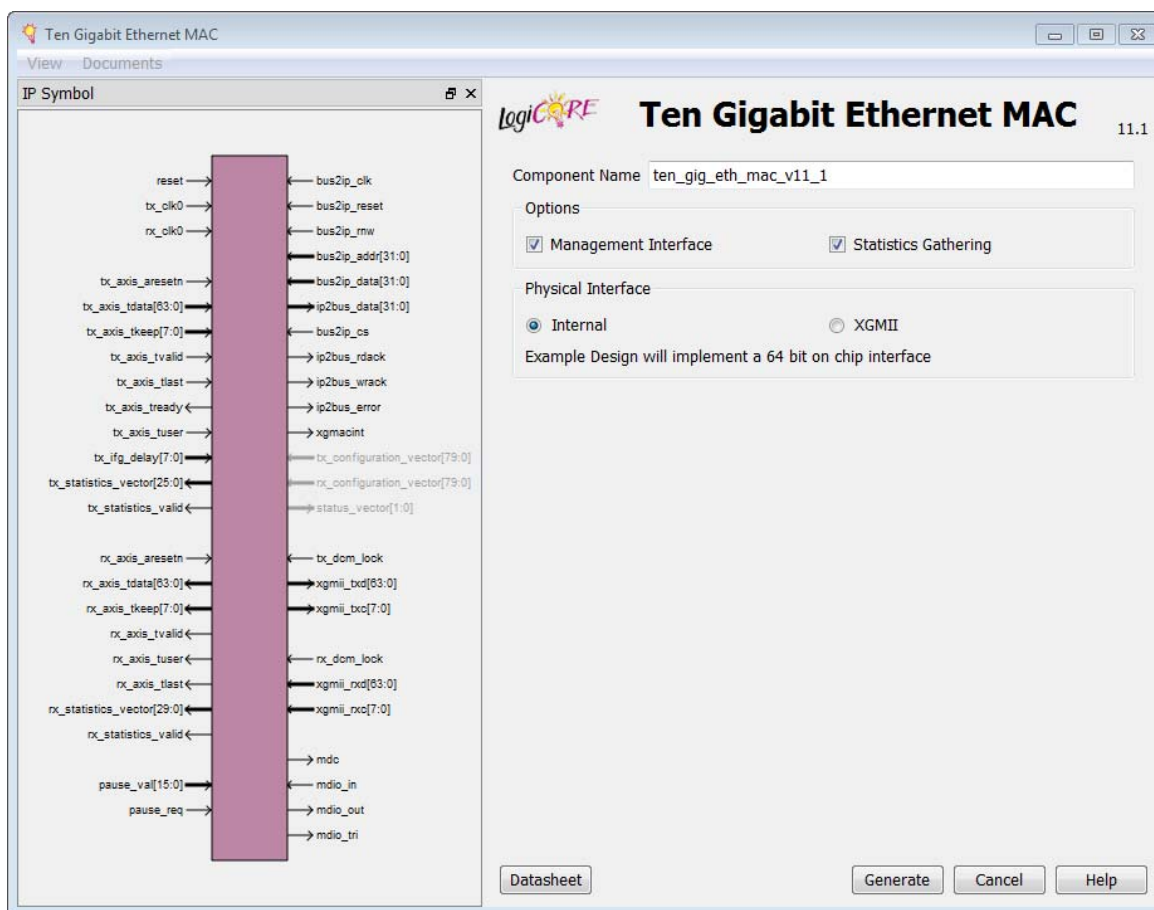 Ten Gigabit Ethernet MAC
View Documents
IP Symbol
reset
tx_clk0
rx_clk0
tx_axis_aresetn
tx_axis_tdata[63:0]
tx_axis_tkeep[7:0]
tx_axis_tvalid
tx_axis_tlast
tx_axis_tready
tx_axis_tuser
tx_ifg_delay[7:0]
tx_statistics_vector[25:0]
tx_statistics_valid
rx_axis_aresetn
rx_axis_tdata[63:0]
rx_axis_tkeep[7:0]
rx_axis_tvalid
rx_axis_tuser
rx_axis_tlast
rx_statistics_vector[29:0]
rx_statistics_valid
pause_val[15:0]
pause_req
bus2ip_clk
bus2ip_reset
bus2ip_rnw
bus2ip_addr[31:0]
bus2ip_data[31:0]
ip2bus_data[31:0]
bus2ip_cs
ip2bus_rdack
ip2bus_wrack
ip2bus_error
xgmacint
tx_configuration_vector[79:0]
rx_configuration_vector[79:0]
status_vector[1:0]
tx_dcm_lock
xgmii_txd[63:0]
xgmii_txc[7:0]
rx_dcm_lock
xgmii_rxd[63:0]
xgmii_rxc[7:0]
mdc
mdio_in
mdio_out
mdio_tri
LogiCORE
Ten Gigabit Ethernet MAC
11.1
Component Name ten_gig_eth_mac_v11_1
Options
Management Interface Statistics Gathering
Physical Interface
Internal XGMII
Example Design will implement a 64 bit on chip interface
Datasheet Generate Cancel Help